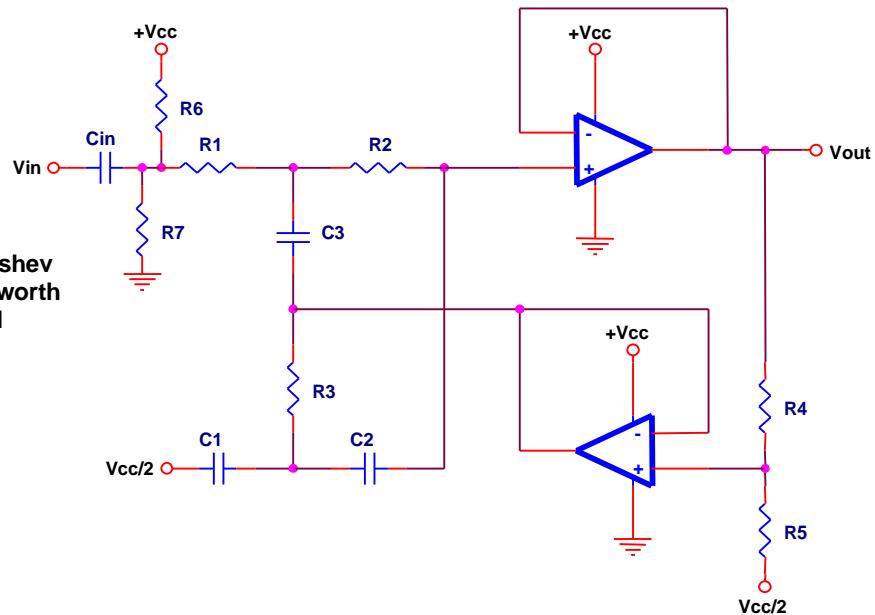 +Vcc
+Vcc
R6
Cin
R1
R2
-
Vin
+
Vout
R7
C3
shev
worth
+Vcc
R3
R4
-
C1
C2
+
Vcc/2
R5
Vcc/2